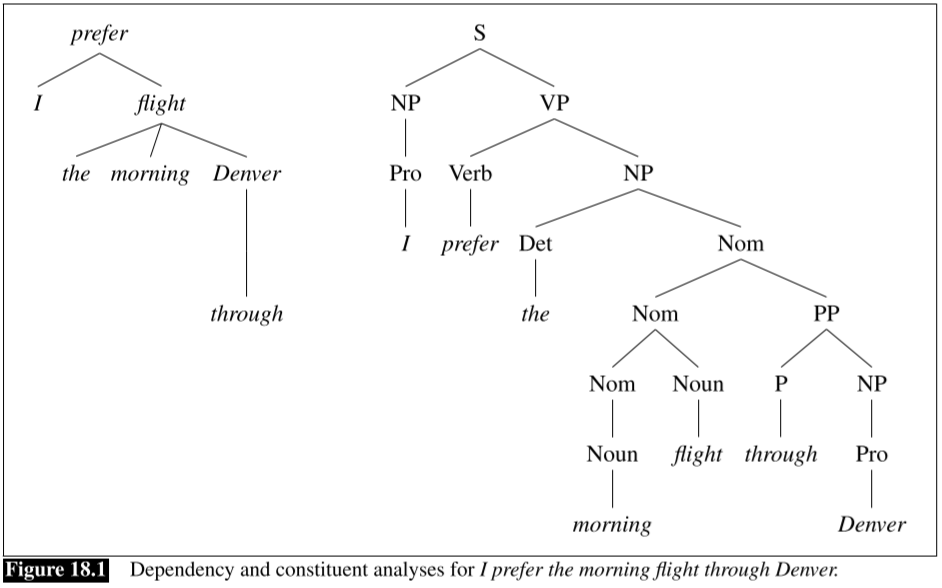 prefer S
I flight NP VP
the morning Denver Pro Verb NP
I prefer Det Nom
through the Nom PP
Nom Noun P NP
Noun flight through Pro
morning Denver
Figure 18.1 Dependency and constituent analyses for I prefer the morning flight through Denver.